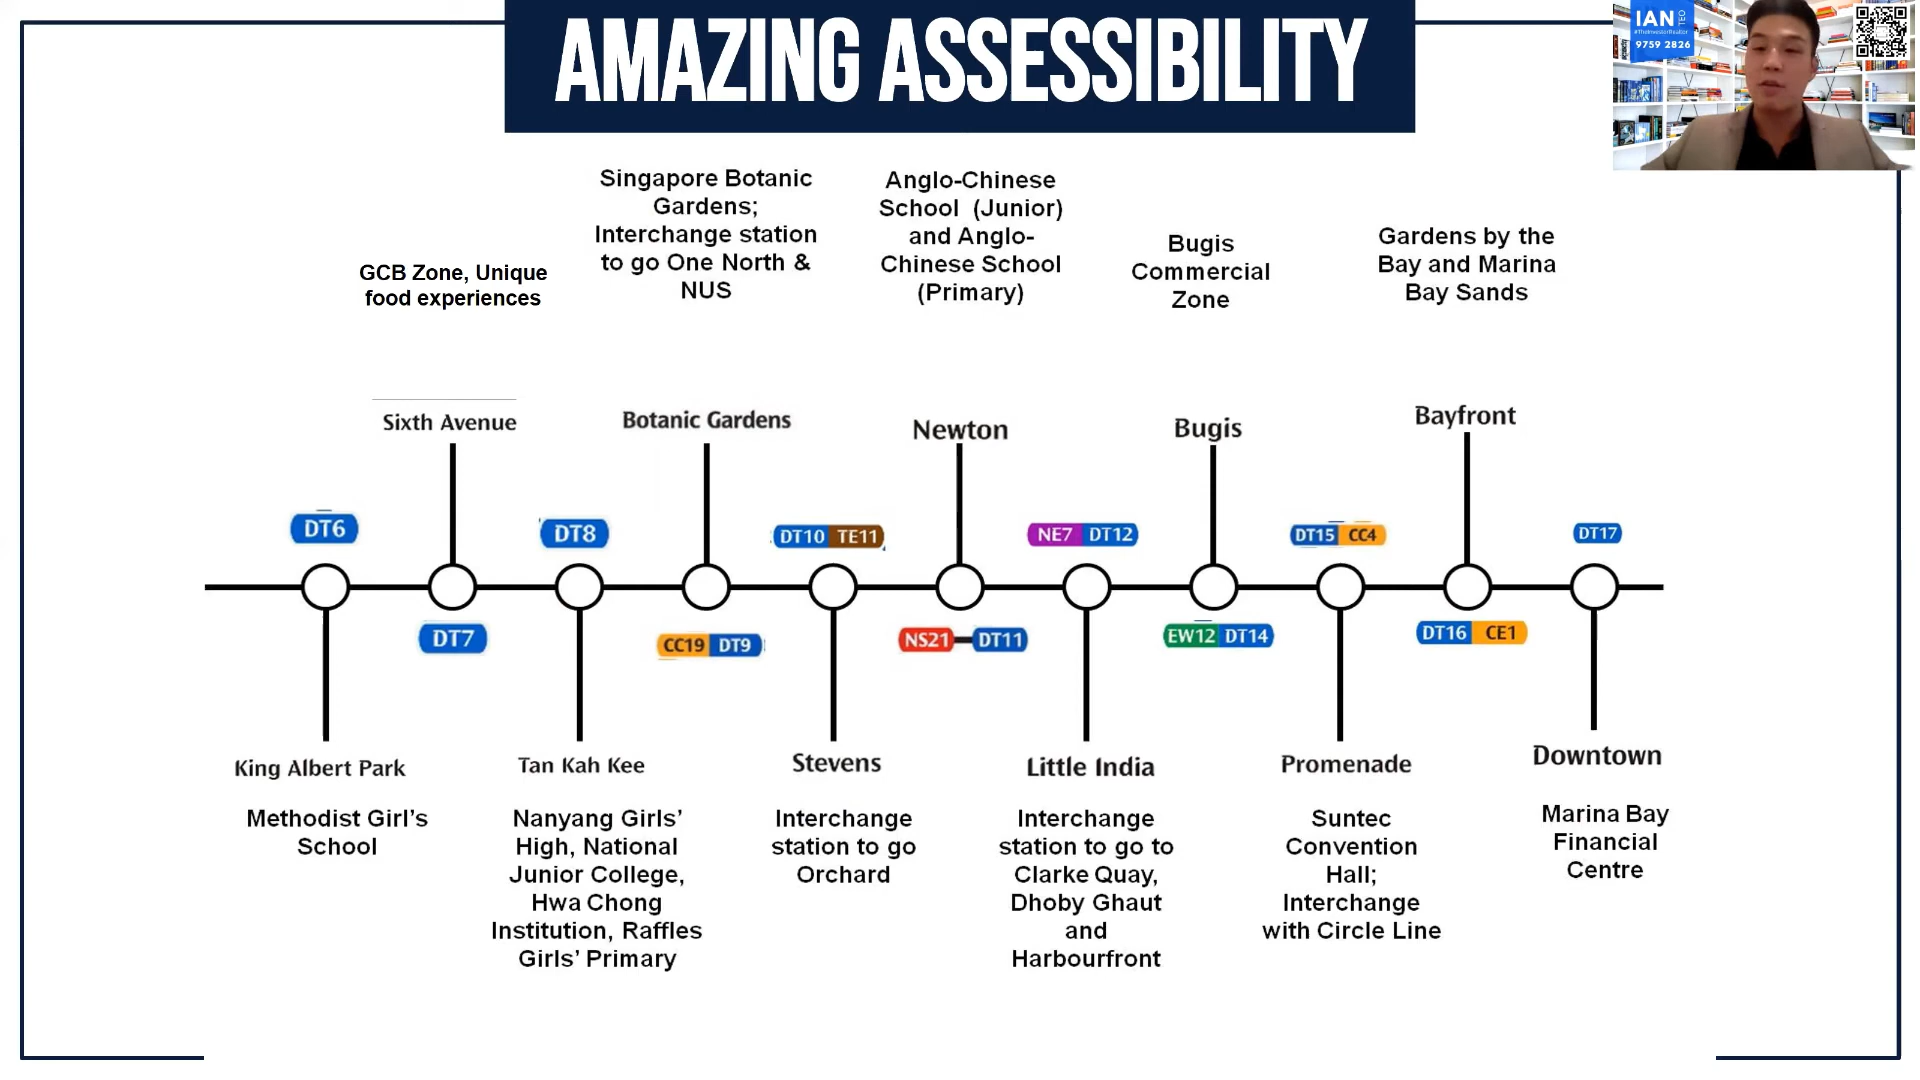 AMAZING ASSESSIBILITY
IAN
TEO
#TheInvestorRealtor
9759 2826
Singapore Botanic
Gardens;
Interchange station
to go One North &
NUS
Anglo-Chinese
School (Junior)
and Anglo-
Chinese School
(Primary)
GCB Zone, Unique
food experiences
Bugis
Commercial
Zone
Gardens by the
Bay and Marina
Bay Sands
Sixth Avenue
Botanic Gardens
Newton
Bugis
Bayfront
DT6
DT8
DT10 TE11
NE7 DT12
DT15 CC4
DT17
DT7
CC19 DT9
NS21 DT11
EW12 DT14
DT16 CE1
King Albert Park
Tan Kah Kee
Stevens
Little India
Promenade
Downtown
Methodist Girl’s
School
Nanyang Girls’
High, National
Junior College,
Hwa Chong
Institution, Raffles
Girls’ Primary
Interchange
station to go
Orchard
Interchange
station to go to
Clarke Quay,
Dhoby Ghaut
and
Harbourfront
Suntec
Convention
Hall;
Interchange
with Circle Line
Marina Bay
Financial
Centre